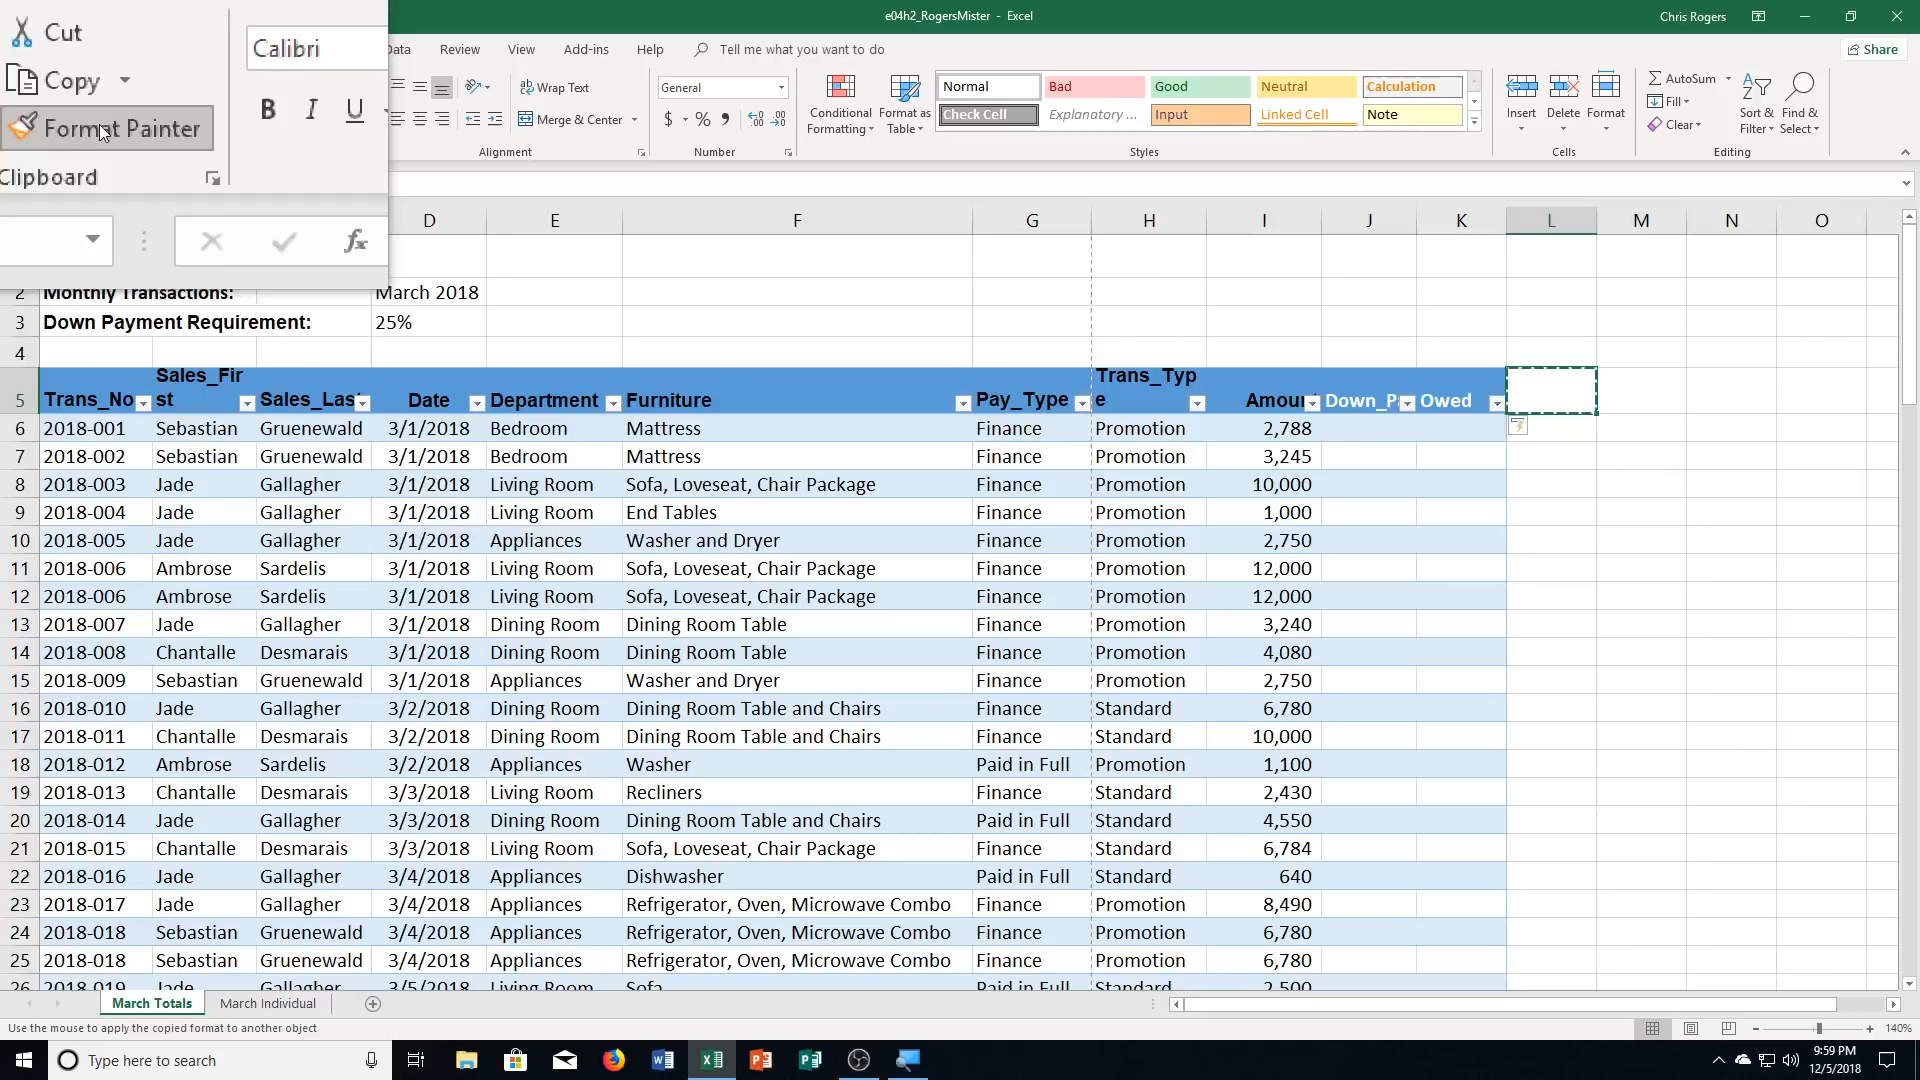 e04h2_RogersMister - Excel
Chris Rogers
Cut
Copy
Format Painter
Clipboard
Calibri
B I U
Review View Add-ins Help Tell me what you want to do Share
Wrap Text
Merge & Center
Alignment
General
$ % ,
Number
Conditional Formatting
Format as Table
Normal Bad Good Neutral Calculation
Check Cell Explanatory ... Input Linked Cell Note
Styles
Insert Delete Format
Cells
AutoSum
Fill
Clear
Sort & Filter
Find & Select
Editing
fx
D E F G H I J K L M N O
2 Monthly Transactions: March 2018
3 Down Payment Requirement: 25%
4
5 Trans_No Sales_First Sales_Las Date Department Furniture Pay_Type Trans_Type Amou Down_P Owed
6 2018-001 Sebastian Gruenewald 3/1/2018 Bedroom Mattress Finance Promotion 2,788
7 2018-002 Sebastian Gruenewald 3/1/2018 Bedroom Mattress Finance Promotion 3,245
8 2018-003 Jade Gallagher 3/1/2018 Living Room Sofa, Loveseat, Chair Package Finance Promotion 10,000
9 2018-004 Jade Gallagher 3/1/2018 Living Room End Tables Finance Promotion 1,000
10 2018-005 Jade Gallagher 3/1/2018 Appliances Washer and Dryer Finance Promotion 2,750
11 2018-006 Ambrose Sardelis 3/1/2018 Living Room Sofa, Loveseat, Chair Package Finance Promotion 12,000
12 2018-006 Ambrose Sardelis 3/1/2018 Living Room Sofa, Loveseat, Chair Package Finance Promotion 12,000
13 2018-007 Jade Gallagher 3/1/2018 Dining Room Dining Room Table Finance Promotion 3,240
14 2018-008 Chantalle Desmarais 3/1/2018 Dining Room Dining Room Table Finance Promotion 4,080
15 2018-009 Sebastian Gruenewald 3/1/2018 Appliances Washer and Dryer Finance Promotion 2,750
16 2018-010 Jade Gallagher 3/2/2018 Dining Room Dining Room Table and Chairs Finance Standard 6,780
17 2018-011 Chantalle Desmarais 3/2/2018 Dining Room Dining Room Table and Chairs Finance Standard 10,000
18 2018-012 Ambrose Sardelis 3/2/2018 Appliances Washer Paid in Full Promotion 1,100
19 2018-013 Chantalle Desmarais 3/3/2018 Living Room Recliners Finance Standard 2,430
20 2018-014 Jade Gallagher 3/3/2018 Dining Room Dining Room Table and Chairs Paid in Full Standard 4,550
21 2018-015 Chantalle Desmarais 3/3/2018 Living Room Sofa, Loveseat, Chair Package Finance Standard 6,784
22 2018-016 Jade Gallagher 3/4/2018 Appliances Dishwasher Paid in Full Standard 640
23 2018-017 Jade Gallagher 3/4/2018 Appliances Refrigerator, Oven, Microwave Combo Finance Promotion 8,490
24 2018-018 Sebastian Gruenewald 3/4/2018 Appliances Refrigerator, Oven, Microwave Combo Finance Promotion 6,780
25 2018-018 Sebastian Gruenewald 3/4/2018 Appliances Refrigerator, Oven, Microwave Combo Finance Promotion 6,780
26 2018-019 Jade Gallagher 3/5/2018 Living Room Sofa Paid in Full Standard 2,500
March Totals March Individual
Use the mouse to apply the copied format to another object
140%
Type here to search
9:59 PM
12/5/2018